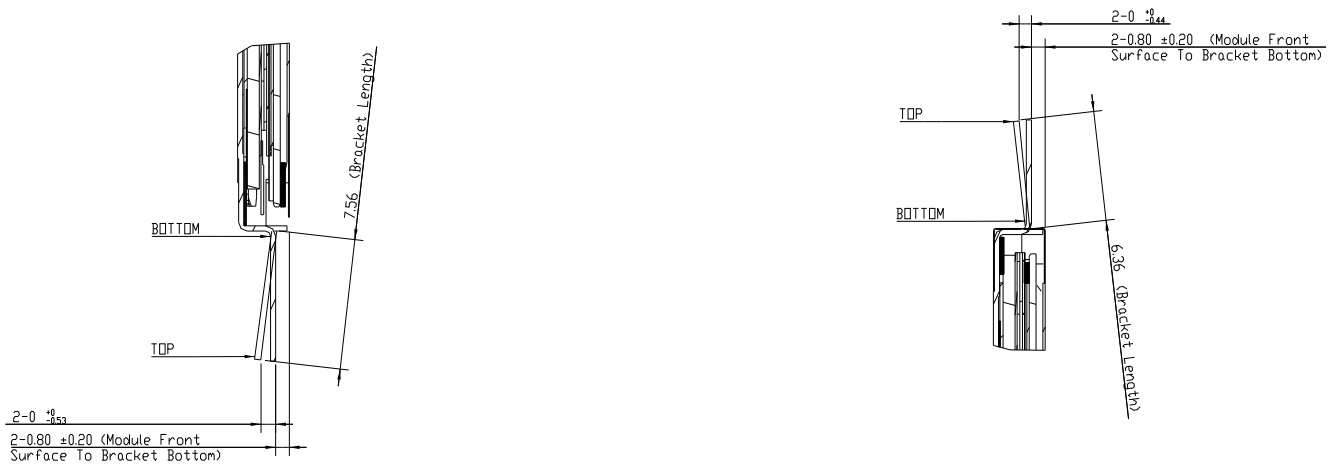 2-0 +0 -0.44
2-0.80 ±0.20 (Module Front
Surface To Bracket Bottom)
7.56 (Bracket Length)
TOP
BOTTOM
BOTTOM
6.36 (Bracket Length)
TOP
2-0 +0 -0.53
2-0.80 ±0.20 (Module Front
Surface To Bracket Bottom)